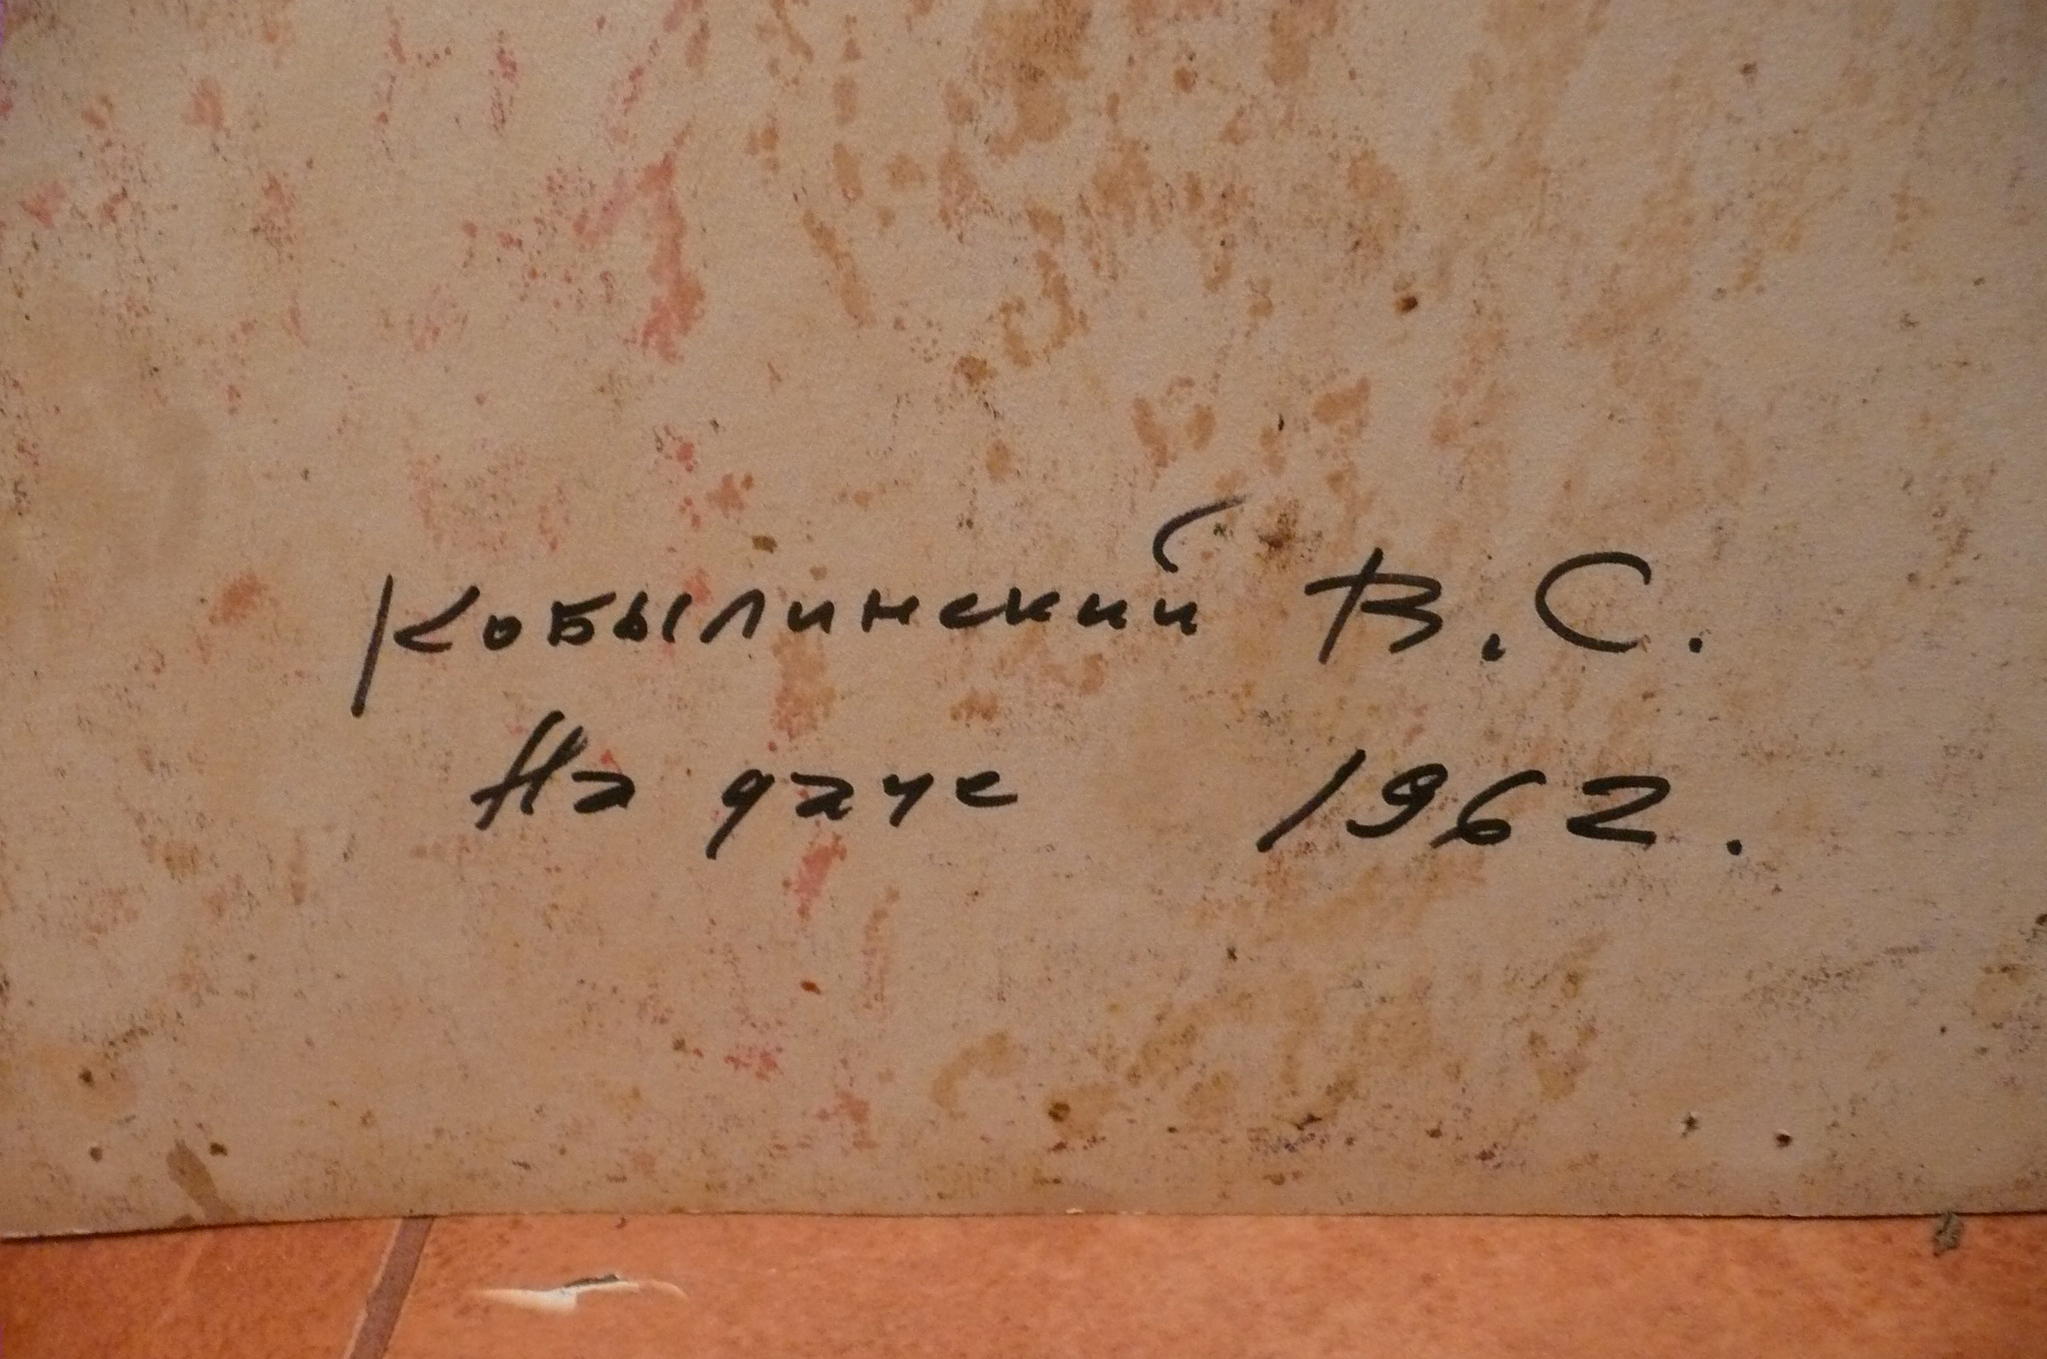 Кобылинский В.С.
На даче 1962.